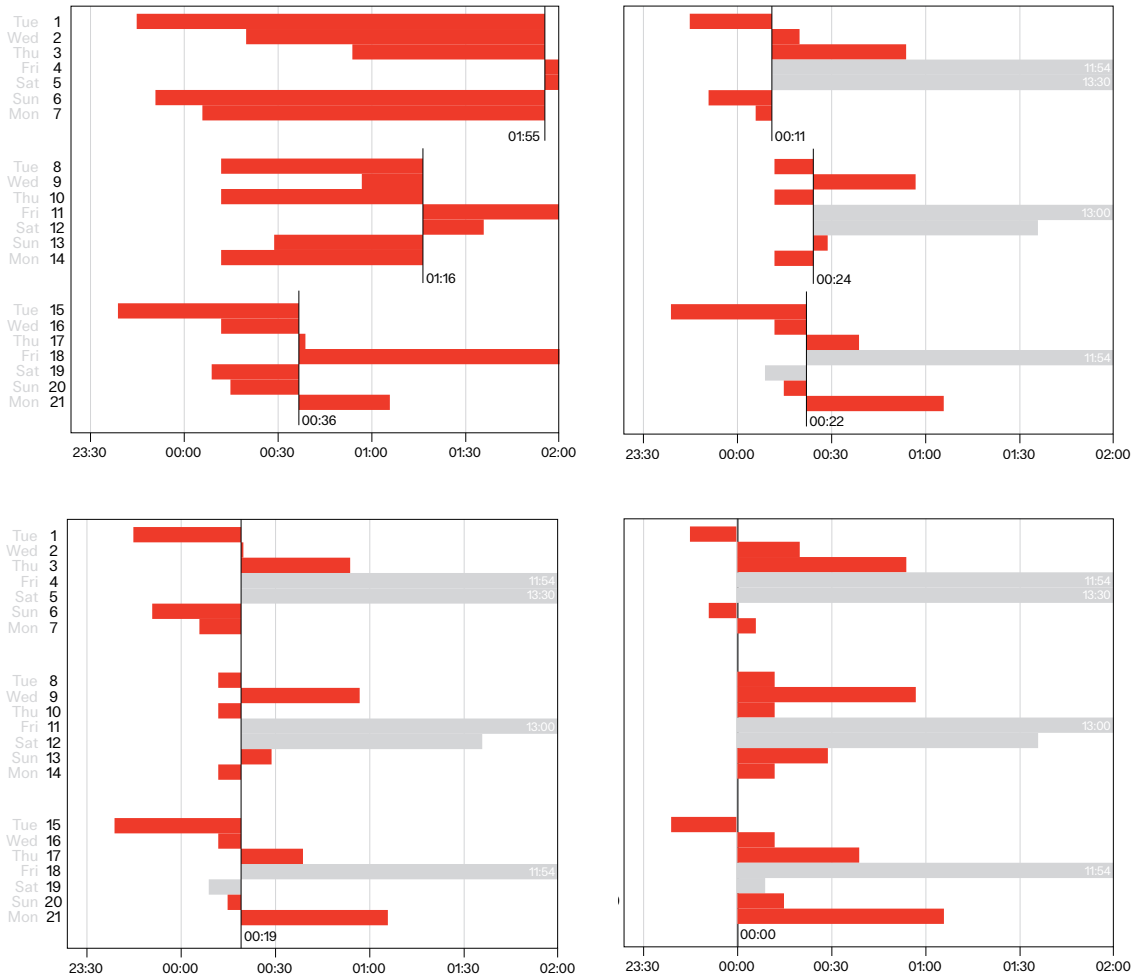 Tue 1
Wed 2
Thu 3
Fri 4
Sat 5
Sun 6
Mon 7
01:55
Tue 8
Wed 9
Thu 10
Fri 11
Sat 12
Sun 13
Mon 14
01:16
Tue 15
Wed 16
Thu 17
Fri 18
Sat 19
Sun 20
Mon 21
00:36
23:30 00:00 00:30 01:00 01:30 02:00
11:54
13:30
00:11
13:00
00:24
11:54
00:22
23:30 00:00 00:30 01:00 01:30 02:00
Tue 1
Wed 2
Thu 3
Fri 4 11:54
Sat 5 13:30
Sun 6
Mon 7
Tue 8
Wed 9
Thu 10
Fri 11 13:00
Sat 12
Sun 13
Mon 14
Tue 15
Wed 16
Thu 17
Fri 18 11:54
Sat 19
Sun 20
Mon 21
00:19
23:30 00:00 00:30 01:00 01:30 02:00
11:54
13:30
13:00
11:54
00:00
23:30 00:00 00:30 01:00 01:30 02:00